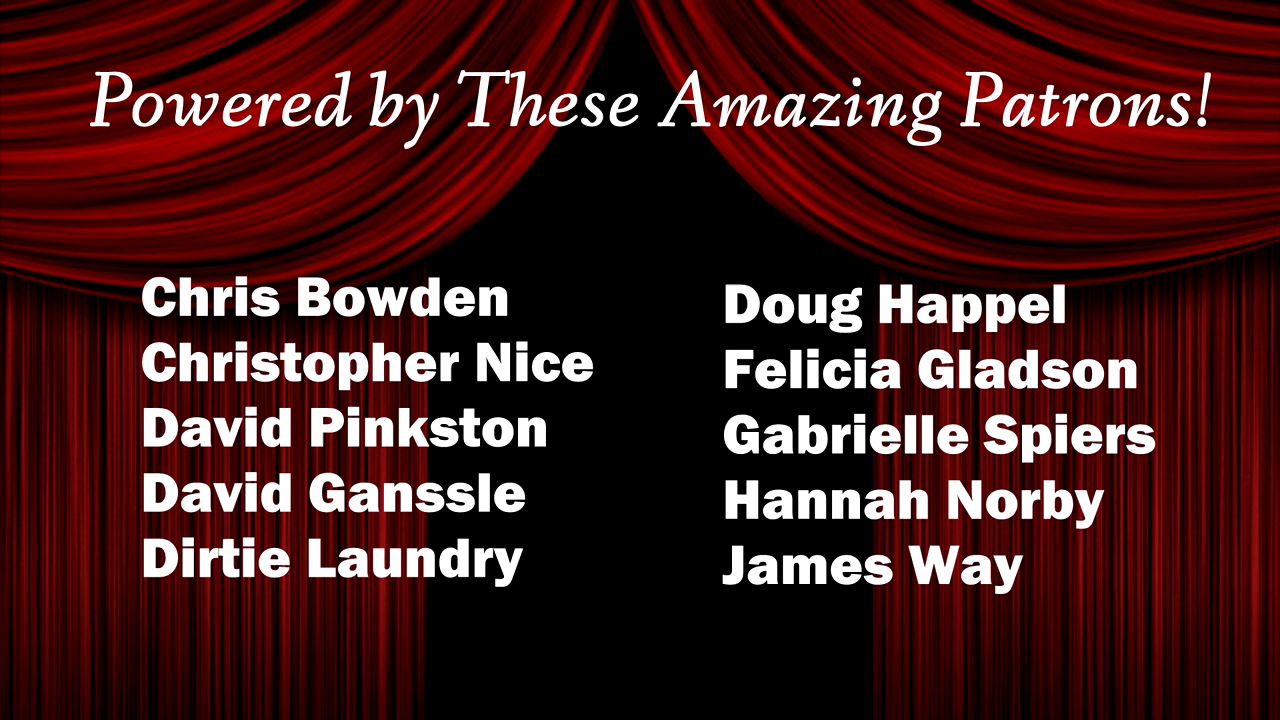 Powered by These Amazing Patrons!
Chris Bowden
Christopher Nice
David Pinkston
David Ganssle
Dirtie Laundry
Doug Happel
Felicia Gladson
Gabrielle Spiers
Hannah Norby
James Way